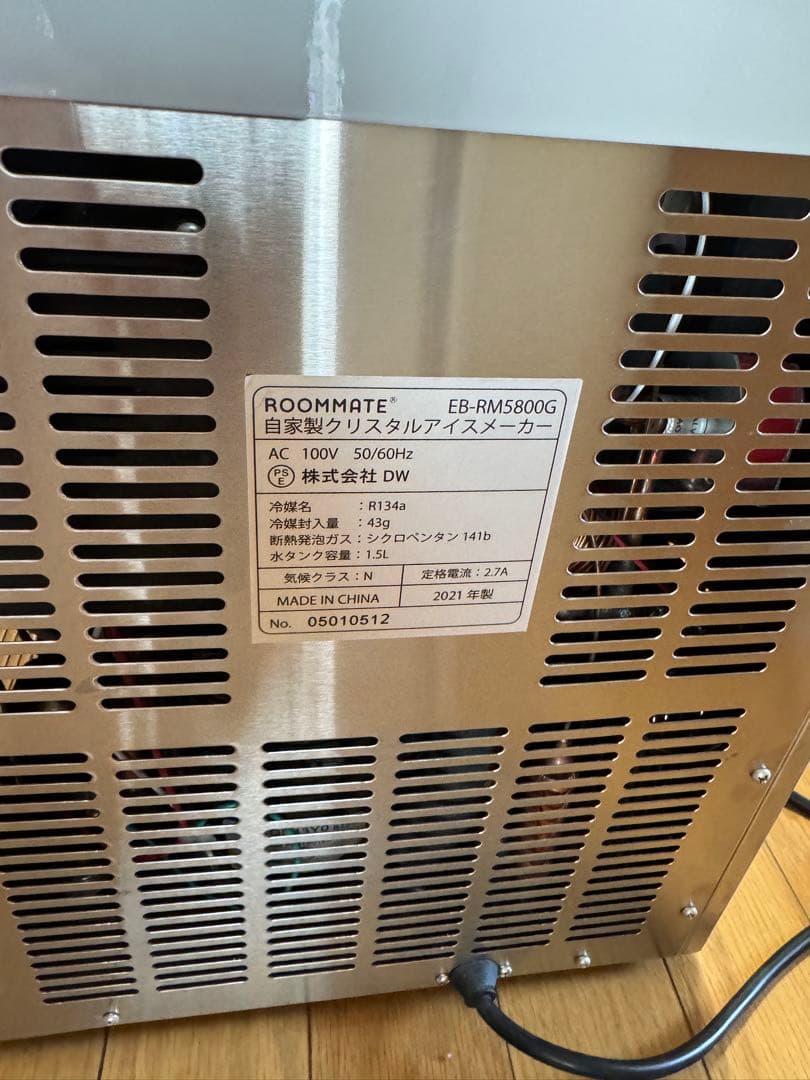 ROOMMATE® EB-RM5800G
自家製クリスタルアイスメーカー
AC 100V 50/60Hz
PSE 株式会社 DW
冷媒名 : R134a
冷媒封入量 : 43g
断熱発泡ガス : シクロペンタン 141b
水タンク容量 : 1.5L
気候クラス : N 定格電流 : 2.7A
MADE IN CHINA 2021 年製
No. 05010512